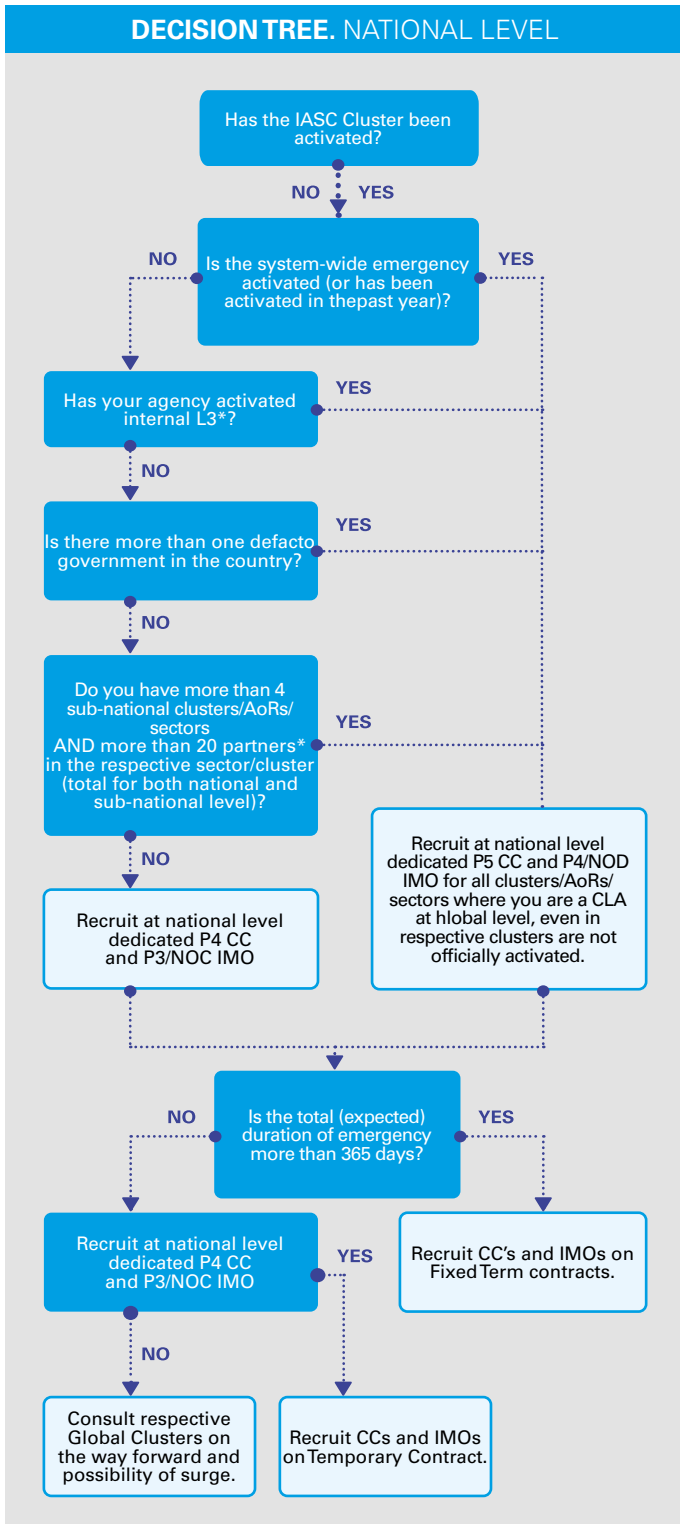 DECISION TREE. NATIONAL LEVEL
Has the IASC Cluster been
activated?
NO YES
NO
Is the system-wide emergency
activated (or has been
activated in thepast year)?
YES
Has your agency activated
internal L3*?
YES
NO
Is there more than one defacto
government in the country?
YES
NO
Do you have more than 4
sub-national clusters/AoRs/
sectors
AND more than 20 partners*
in the respective sector/cluster
(total for both national and
sub-national level)?
YES
NO
Recruit at national level
dedicated P4 CC
and P3/NOC IMO
Recruit at national level
dedicated P5 CC and P4/NOD
IMO for all clusters/AoRs/
sectors where you are a CLA
at hlobal level, even in
respective clusters are not
officially activated.
NO
Is the total (expected)
duration of emergency
more than 365 days?
YES
Recruit at national level
dedicated P4 CC
and P3/NOC IMO
YES
Recruit CC's and IMOs on
Fixed Term contracts.
NO
Consult respective
Global Clusters on
the way forward and
possibility of surge.
Recruit CCs and IMOs
on Temporary Contract.